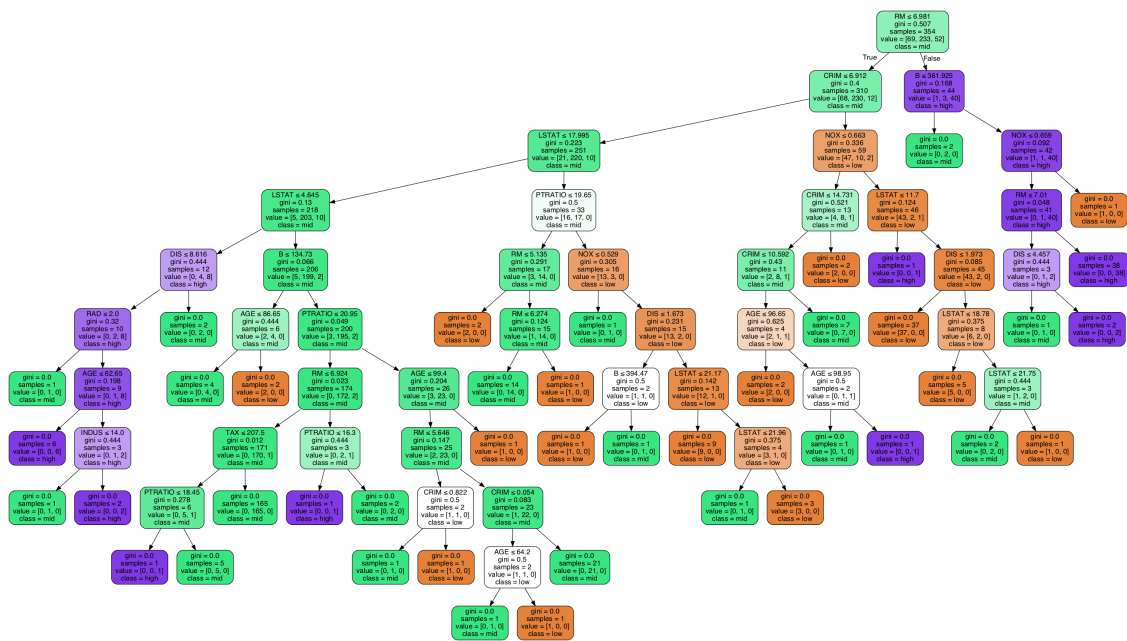 RM ≤ 6.981
gini = 0.507
samples = 354
value = [69, 233, 52]
class = mid
True
False
CRIM ≤ 6.912
gini = 0.4
samples = 310
value = [68, 230, 12]
class = mid
B ≤ 361.925
gini = 0.168
samples = 44
value = [1, 3, 40]
class = high
LSTAT ≤ 17.995
gini = 0.223
samples = 251
value = [21, 220, 10]
class = mid
NOX ≤ 0.663
gini = 0.336
samples = 59
value = [47, 10, 2]
class = low
gini = 0.0
samples = 2
value = [0, 2, 0]
class = mid
NOX ≤ 0.659
gini = 0.092
samples = 42
value = [1, 1, 40]
class = high
LSTAT ≤ 4.645
gini = 0.13
samples = 218
value = [5, 203, 10]
class = mid
PTRATIO ≤ 19.65
gini = 0.5
samples = 33
value = [16, 17, 0]
class = mid
CRIM ≤ 14.731
gini = 0.521
samples = 13
value = [4, 8, 1]
class = mid
LSTAT ≤ 11.7
gini = 0.124
samples = 46
value = [43, 2, 1]
class = low
RM ≤ 7.01
gini = 0.048
samples = 41
value = [0, 1, 40]
class = high
gini = 0.0
samples = 1
value = [1, 0, 0]
class = low
DIS ≤ 8.616
gini = 0.444
samples = 12
value = [0, 4, 8]
class = high
B ≤ 134.73
gini = 0.066
samples = 206
value = [5, 199, 2]
class = mid
RM ≤ 5.135
gini = 0.291
samples = 17
value = [3, 14, 0]
class = mid
NOX ≤ 0.529
gini = 0.305
samples = 16
value = [13, 3, 0]
class = low
CRIM ≤ 10.592
gini = 0.43
samples = 11
value = [2, 8, 1]
class = mid
gini = 0.0
samples = 2
value = [2, 0, 0]
class = low
gini = 0.0
samples = 1
value = [0, 0, 1]
class = high
DIS ≤ 1.973
gini = 0.085
samples = 45
value = [43, 2, 0]
class = low
DIS ≤ 4.457
gini = 0.444
samples = 3
value = [0, 1, 2]
class = high
gini = 0.0
samples = 38
value = [0, 0, 38]
class = high
RAD ≤ 2.0
gini = 0.32
samples = 10
value = [0, 2, 8]
class = high
gini = 0.0
samples = 2
value = [0, 2, 0]
class = mid
AGE ≤ 86.65
gini = 0.444
samples = 6
value = [2, 4, 0]
class = mid
PTRATIO ≤ 20.95
gini = 0.049
samples = 200
value = [3, 195, 2]
class = mid
gini = 0.0
samples = 2
value = [2, 0, 0]
class = low
RM ≤ 6.274
gini = 0.124
samples = 15
value = [1, 14, 0]
class = mid
gini = 0.0
samples = 1
value = [0, 1, 0]
class = mid
DIS ≤ 1.673
gini = 0.231
samples = 15
value = [13, 2, 0]
class = low
AGE ≤ 96.65
gini = 0.625
samples = 4
value = [2, 1, 1]
class = low
gini = 0.0
samples = 7
value = [0, 7, 0]
class = mid
gini = 0.0
samples = 37
value = [37, 0, 0]
class = low
LSTAT ≤ 18.78
gini = 0.375
samples = 8
value = [6, 2, 0]
class = low
gini = 0.0
samples = 1
value = [0, 1, 0]
class = mid
gini = 0.0
samples = 2
value = [0, 0, 2]
class = high
gini = 0.0
samples = 1
value = [0, 1, 0]
class = mid
AGE ≤ 62.65
gini = 0.198
samples = 9
value = [0, 1, 8]
class = high
gini = 0.0
samples = 4
value = [0, 4, 0]
class = mid
gini = 0.0
samples = 2
value = [2, 0, 0]
class = low
RM ≤ 6.924
gini = 0.023
samples = 174
value = [0, 172, 2]
class = mid
AGE ≤ 99.4
gini = 0.204
samples = 26
value = [3, 23, 0]
class = mid
gini = 0.0
samples = 14
value = [0, 14, 0]
class = mid
gini = 0.0
samples = 1
value = [1, 0, 0]
class = low
B ≤ 394.47
gini = 0.5
samples = 2
value = [1, 1, 0]
class = low
LSTAT ≤ 21.17
gini = 0.142
samples = 13
value = [12, 1, 0]
class = low
gini = 0.0
samples = 2
value = [2, 0, 0]
class = low
AGE ≤ 98.95
gini = 0.5
samples = 2
value = [0, 1, 1]
class = mid
gini = 0.0
samples = 5
value = [5, 0, 0]
class = low
LSTAT ≤ 21.75
gini = 0.444
samples = 3
value = [1, 2, 0]
class = mid
gini = 0.0
samples = 6
value = [0, 0, 6]
class = high
INDUS ≤ 14.0
gini = 0.444
samples = 3
value = [0, 1, 2]
class = high
TAX ≤ 207.5
gini = 0.012
samples = 171
value = [0, 170, 1]
class = mid
PTRATIO ≤ 16.3
gini = 0.444
samples = 3
value = [0, 2, 1]
class = mid
RM ≤ 5.646
gini = 0.147
samples = 25
value = [2, 23, 0]
class = mid
gini = 0.0
samples = 1
value = [1, 0, 0]
class = low
gini = 0.0
samples = 1
value = [1, 0, 0]
class = low
gini = 0.0
samples = 1
value = [0, 1, 0]
class = mid
gini = 0.0
samples = 9
value = [9, 0, 0]
class = low
LSTAT ≤ 21.96
gini = 0.375
samples = 4
value = [3, 1, 0]
class = low
gini = 0.0
samples = 1
value = [0, 1, 0]
class = mid
gini = 0.0
samples = 1
value = [0, 0, 1]
class = high
gini = 0.0
samples = 2
value = [0, 2, 0]
class = mid
gini = 0.0
samples = 1
value = [1, 0, 0]
class = low
gini = 0.0
samples = 1
value = [0, 1, 0]
class = mid
gini = 0.0
samples = 2
value = [0, 0, 2]
class = high
PTRATIO ≤ 18.45
gini = 0.278
samples = 6
value = [0, 5, 1]
class = mid
gini = 0.0
samples = 165
value = [0, 165, 0]
class = mid
gini = 0.0
samples = 1
value = [0, 0, 1]
class = high
gini = 0.0
samples = 2
value = [0, 2, 0]
class = mid
CRIM ≤ 0.822
gini = 0.5
samples = 2
value = [1, 1, 0]
class = low
CRIM ≤ 0.054
gini = 0.083
samples = 23
value = [1, 22, 0]
class = mid
gini = 0.0
samples = 1
value = [0, 1, 0]
class = mid
gini = 0.0
samples = 3
value = [3, 0, 0]
class = low
gini = 0.0
samples = 1
value = [0, 0, 1]
class = high
gini = 0.0
samples = 5
value = [0, 5, 0]
class = mid
gini = 0.0
samples = 1
value = [0, 1, 0]
class = mid
gini = 0.0
samples = 1
value = [1, 0, 0]
class = low
AGE ≤ 64.2
gini = 0.5
samples = 2
value = [1, 1, 0]
class = low
gini = 0.0
samples = 21
value = [0, 21, 0]
class = mid
gini = 0.0
samples = 1
value = [0, 1, 0]
class = mid
gini = 0.0
samples = 1
value = [1, 0, 0]
class = low